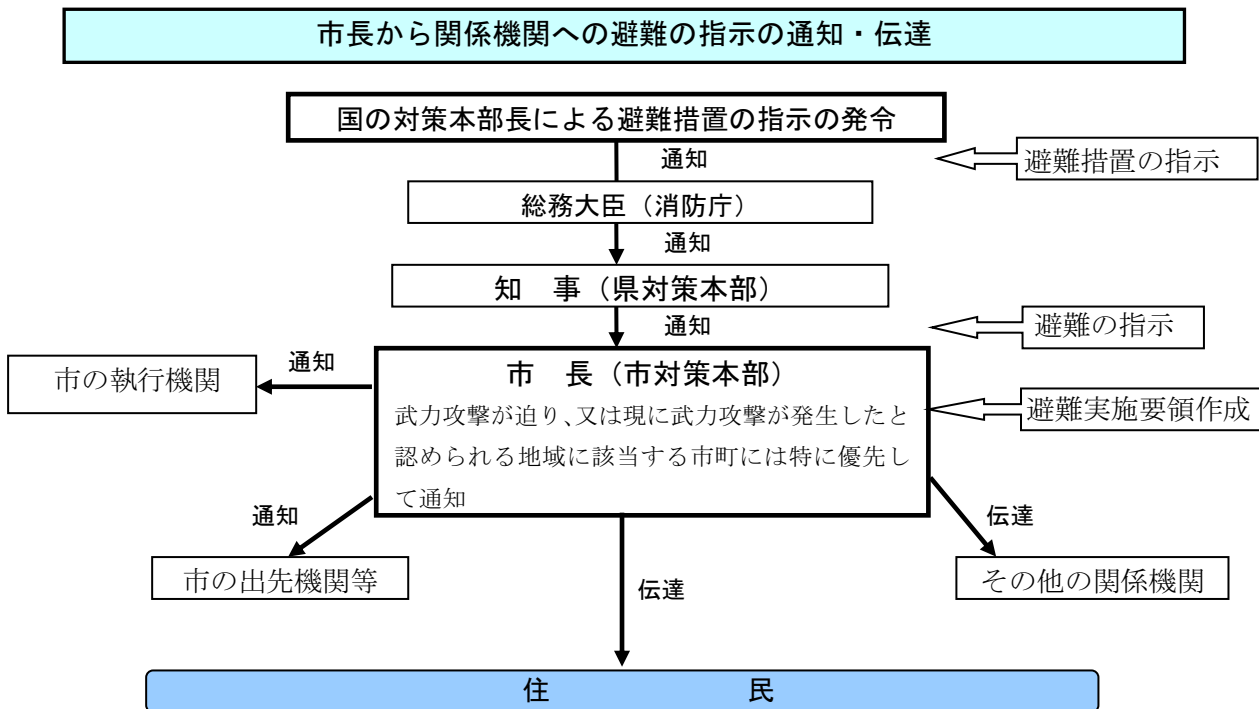 市長から関係機関への避難の指示の通知・伝達
国の対策本部長による避難措置の指示の発令
通知
避難措置の指示
総務大臣（消防庁）
通知
知　事（県対策本部）
通知
避難の指示
市の執行機関
通知
市　長（市対策本部）
武力攻撃が迫り、又は現に武力攻撃が発生したと
認められる地域に該当する市町には特に優先し
て通知
避難実施要領作成
通知
伝達
市の出先機関等
伝達
その他の関係機関
住　　　　民